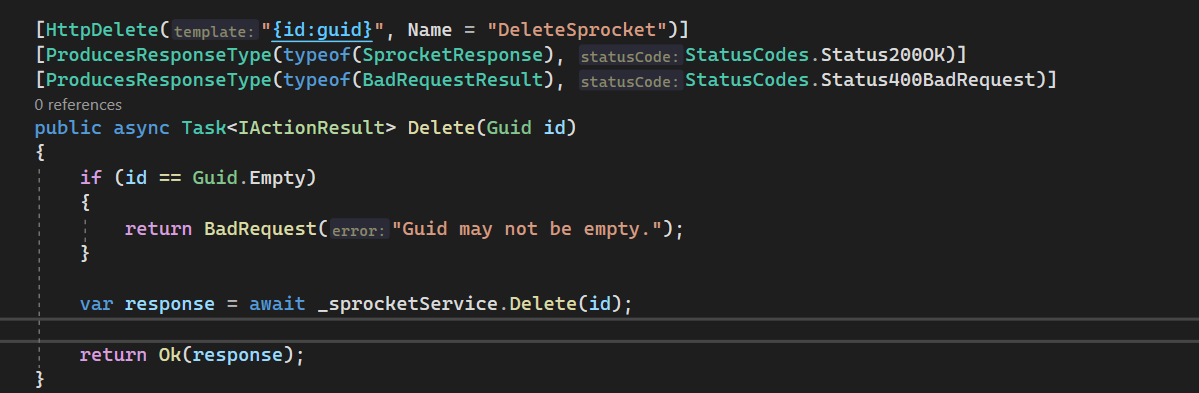 [HttpDelete(template:"{id:guid}", Name = "DeleteSprocket")]
[ProducesResponseType(typeof(SprocketResponse), statusCode:StatusCodes.Status200OK)]
[ProducesResponseType(typeof(BadRequestResult), statusCode:StatusCodes.Status400BadRequest)]
0 references
public async Task<IActionResult> Delete(Guid id)
{
if (id == Guid.Empty)
{
return BadRequest(error:"Guid may not be empty.");
}
var response = await _sprocketService.Delete(id);
return Ok(response);
}